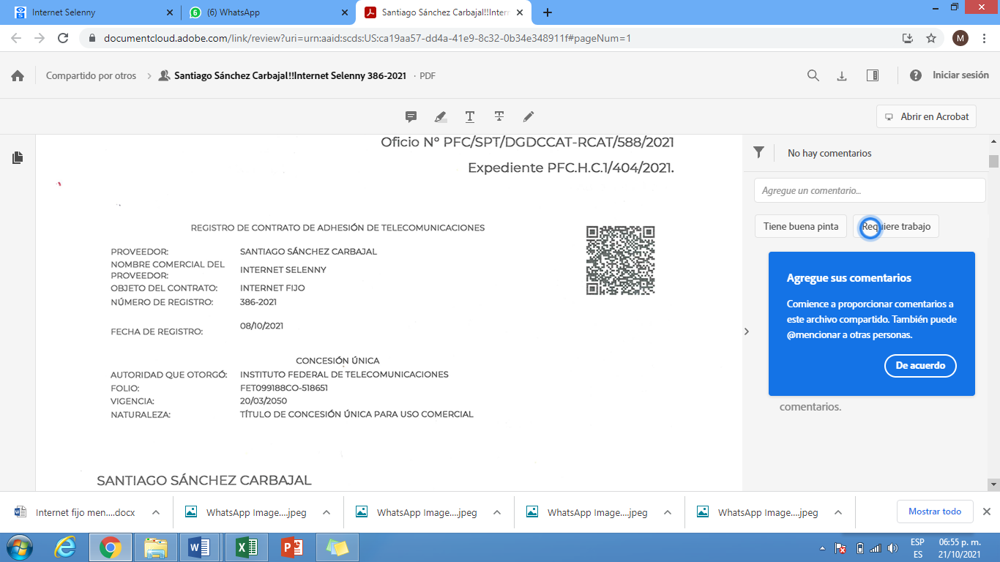 Internet Selenny
(6) WhatsApp
Santiago Sánchez Carbajal!!Intern
documentcloud.adobe.com/link/review?uri=urn:aaid:scds:US:ca19aa57-dd4a-41e9-8c32-0b34e348911f#pageNum=1
M
Compartido por otros > Santiago Sánchez Carbajal!!Internet Selenny 386-2021 · PDF
Iniciar sesión
Abrir en Acrobat
Oficio N° PFC/SPT/DGDCCAT-RCAT/588/2021
Expediente PFC.H.C.1/404/2021.
REGISTRO DE CONTRATO DE ADHESIÓN DE TELECOMUNICACIONES
PROVEEDOR: SANTIAGO SÁNCHEZ CARBAJAL
NOMBRE COMERCIAL DEL
PROVEEDOR: INTERNET SELENNY
OBJETO DEL CONTRATO: INTERNET FIJO
NÚMERO DE REGISTRO: 386-2021
FECHA DE REGISTRO: 08/10/2021
CONCESIÓN ÚNICA
AUTORIDAD QUE OTORGÓ: INSTITUTO FEDERAL DE TELECOMUNICACIONES
FOLIO: FET099188CO-518651
VIGENCIA: 20/03/2050
NATURALEZA: TÍTULO DE CONCESIÓN ÚNICA PARA USO COMERCIAL
SANTIAGO SÁNCHEZ CARBAJAL
No hay comentarios
Agregue un comentario...
Tiene buena pinta
Requiere trabajo
Agregue sus comentarios
Comience a proporcionar comentarios a
este archivo compartido. También puede
@mencionar a otras personas.
De acuerdo
comentarios.
Internet fijo men....docx
WhatsApp Image....jpeg
WhatsApp Image....jpeg
WhatsApp Image....jpeg
WhatsApp Image....jpeg
Mostrar todo
ESP 06:55 p. m.
ES 21/10/2021